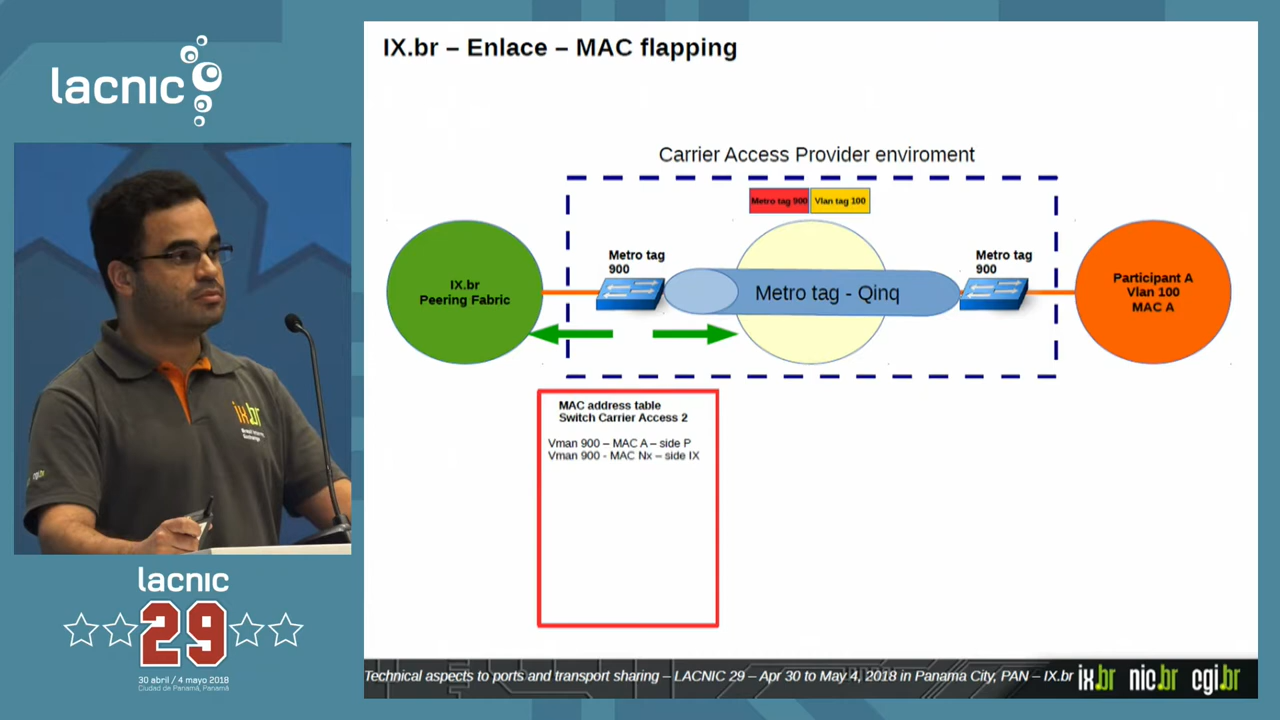 lacnic
IX.br – Enlace – MAC flapping
Carrier Access Provider enviroment
Metro tag 900
Vlan tag 100
Metro tag
900
Metro tag
900
IX.br
Peering Fabric
Metro tag - Qinq
Participant A
Vlan 100
MAC A
MAC address table
Switch Carrier Access 2
Vman 900 – MAC A – side P
Vman 900 - MAC Nx – side IX
ix.br
lacnic
29
30 abril / 4 mayo 2018
Ciudad de Panamá, Panamá
Technical aspects to ports and transport sharing – LACNIC 29 – Apr 30 to May 4, 2018 in Panama City, PAN – IX.br
ix.br nic.br cgi.br